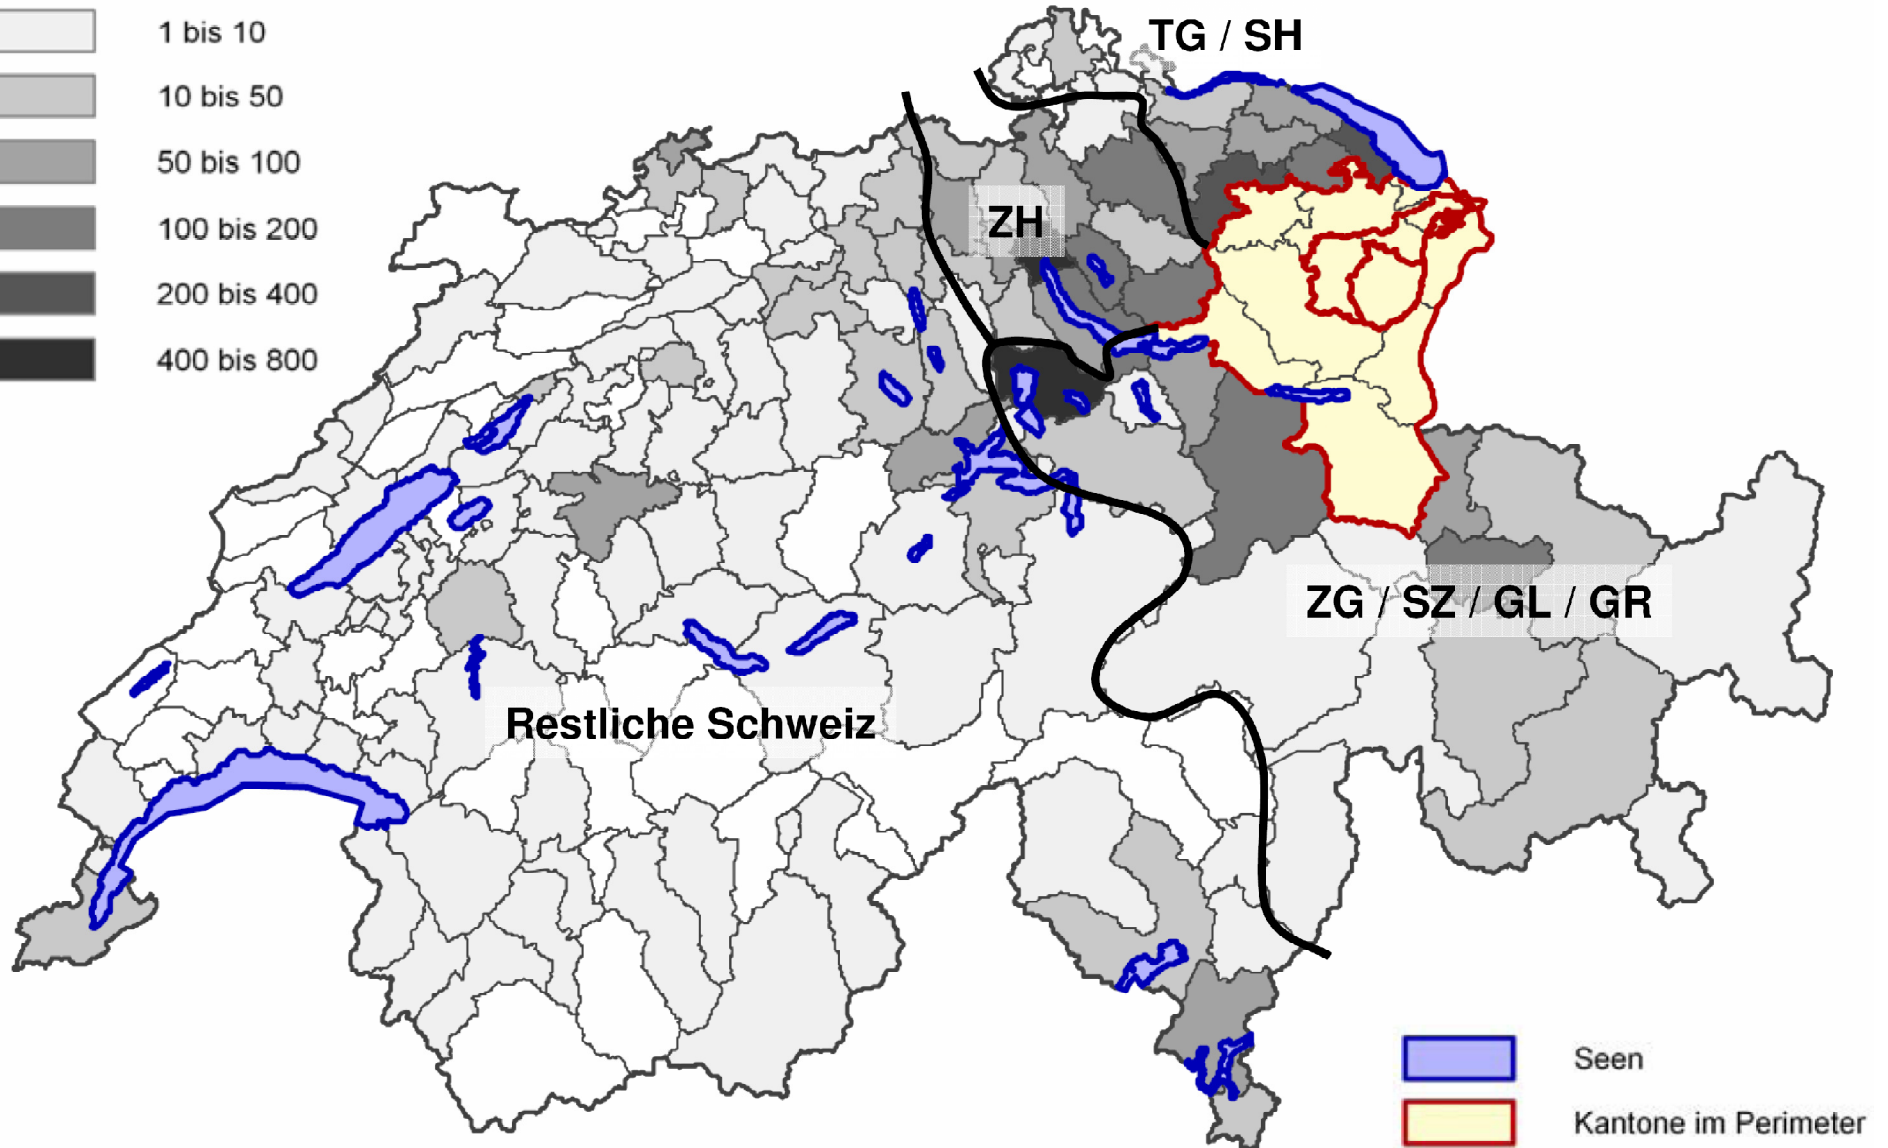 1 bis 10
10 bis 50
50 bis 100
100 bis 200
200 bis 400
400 bis 800
TG / SH
ZH
ZG / SZ / GL / GR
Restliche Schweiz
Seen
Kantone im Perimeter